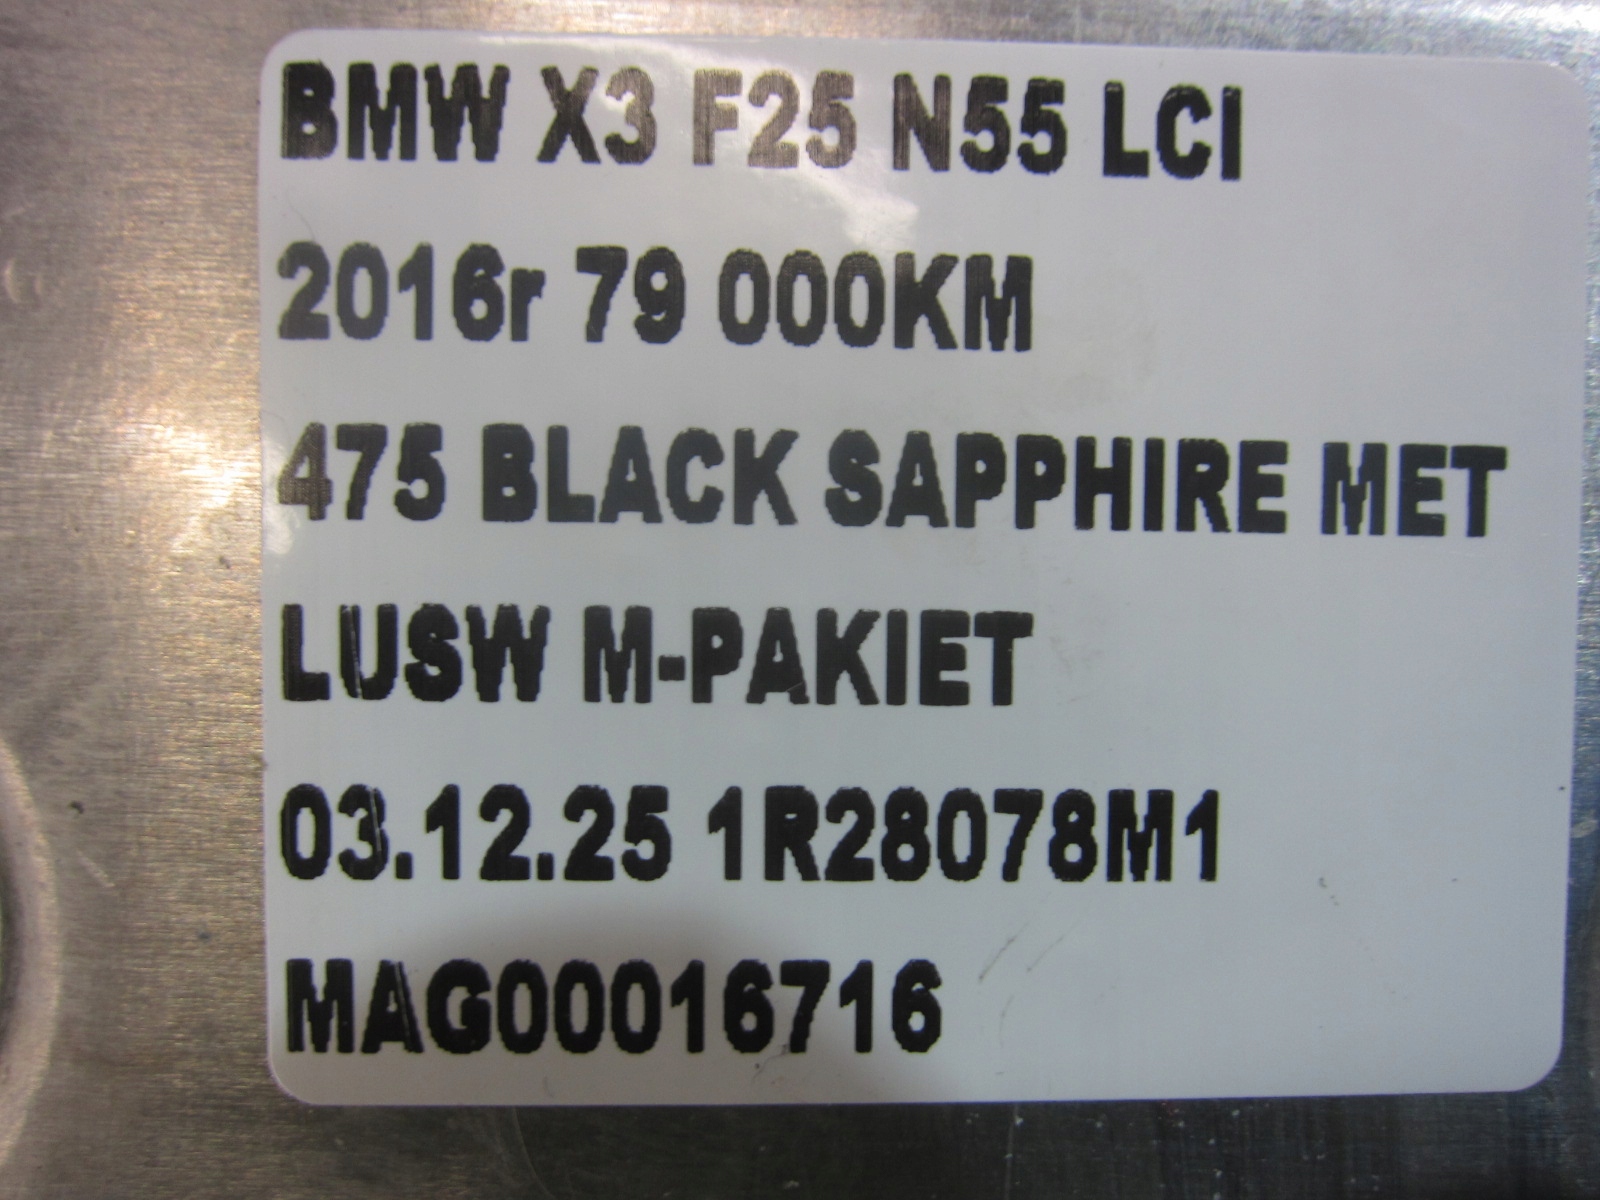 BMW X3 F25 N55 LCI
2016r 79 000KM
475 BLACK SAPPHIRE MET
LUSW M-PAKIET
03.12.25 1R28078M1
MAG00016716